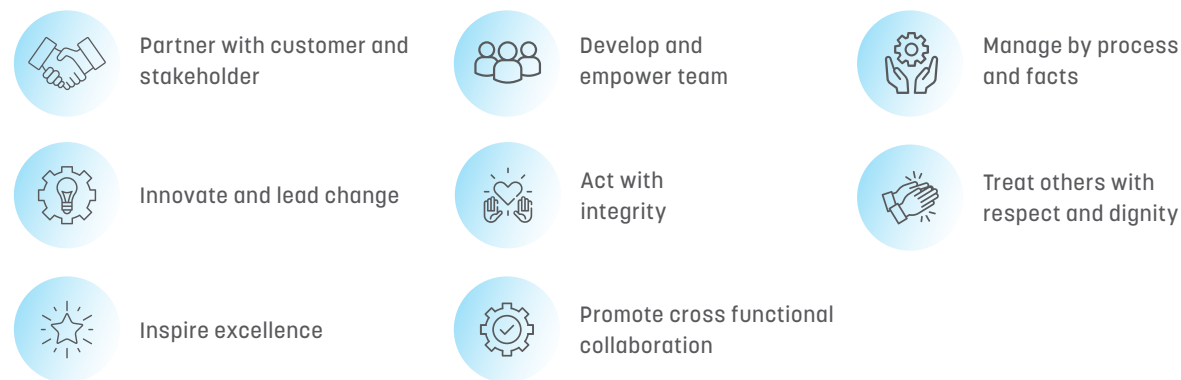 Partner with customer and
stakeholder
Develop and
empower team
Manage by process
and facts
Innovate and lead change
Act with
integrity
Treat others with
respect and dignity
Inspire excellence
Promote cross functional
collaboration